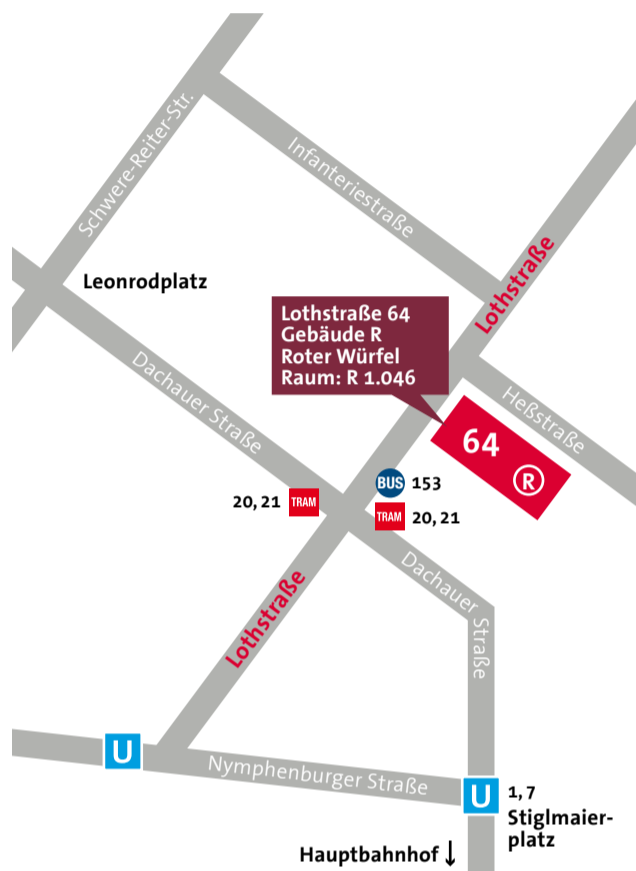 Schwere-Reiter-Str.
Infanteriestraße
Lothstraße
Leonrodplatz
Lothstraße 64
Gebäude R
Roter Würfel
Raum: R 1.046
Dachauer Straße
Heßstraße
64
R
BUS 153
20, 21 TRAM
TRAM 20, 21
Dachauer
Straße
Lothstraße
U
Nymphenburger Straße
U 1, 7
Stiglmaier-
platz
Hauptbahnhof ↓